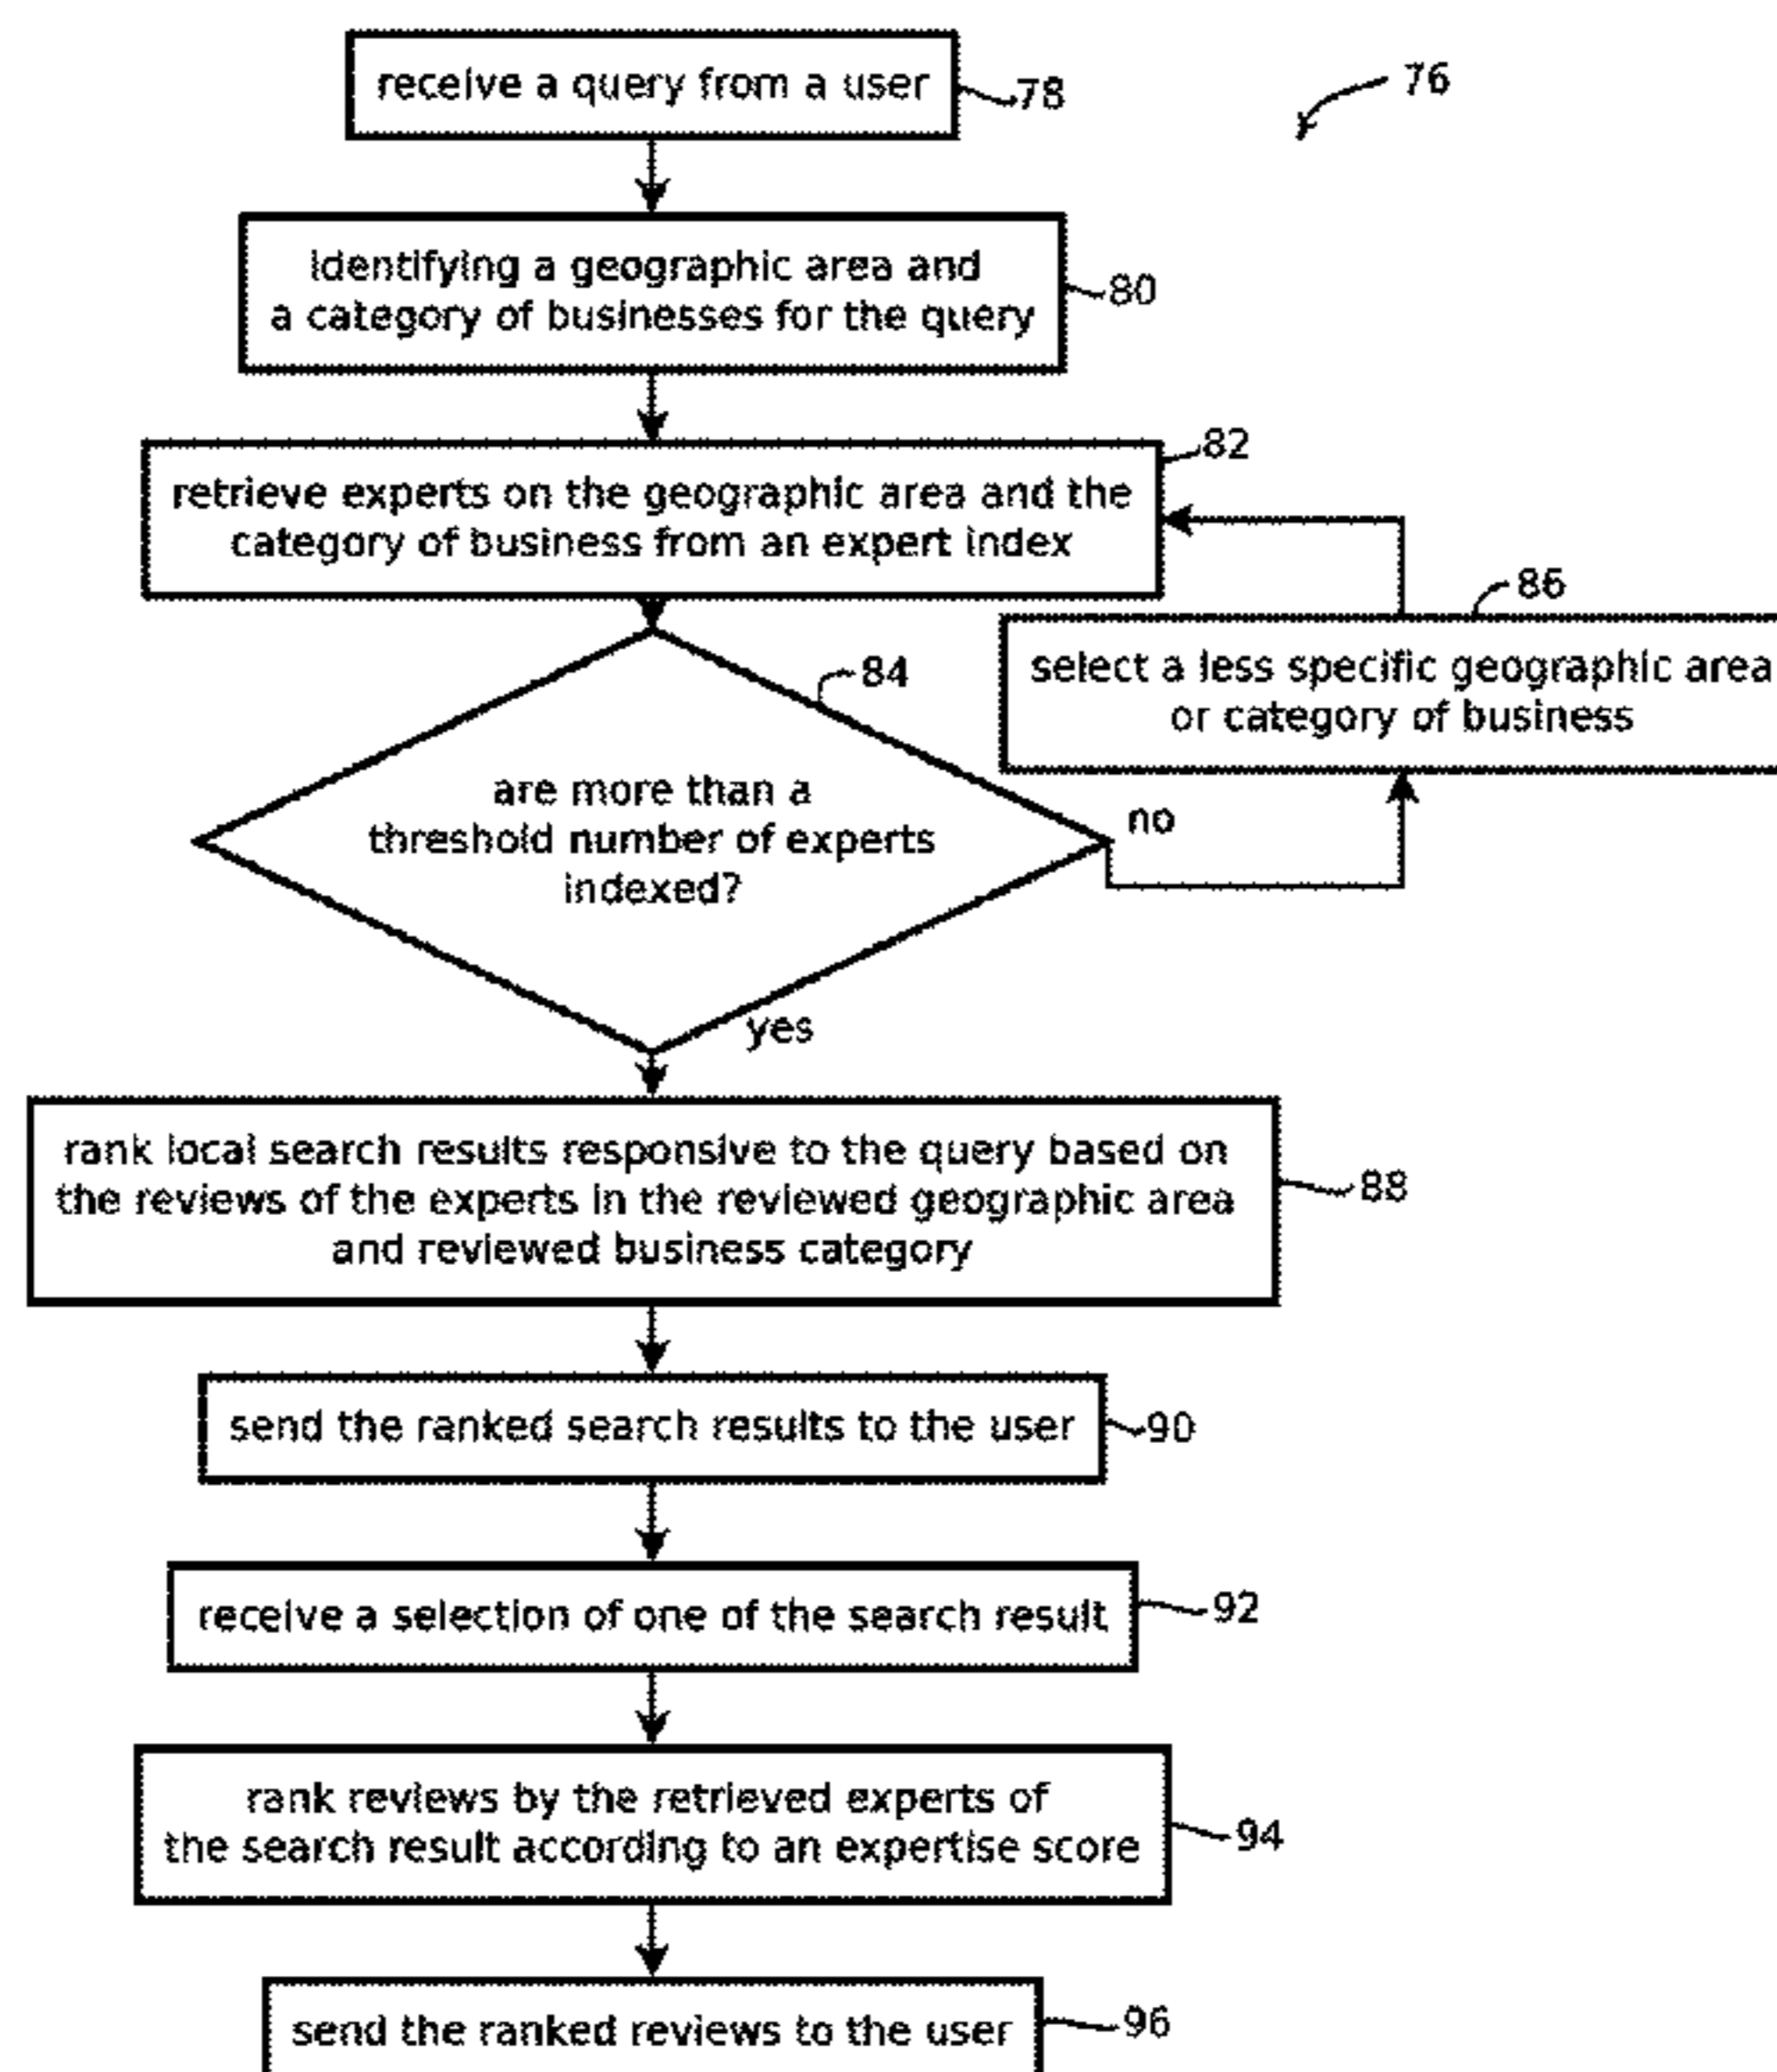 receive a query from a user
78
76
identifying a geographic area and
a category of businesses for the query
80
retrieve experts on the geographic area and the
category of business from an expert index
82
86
select a less specific geographic area
or category of business
84
are more than a
threshold number of experts
indexed?
no
yes
rank local search results responsive to the query based on
the reviews of the experts in the reviewed geographic area
and reviewed business category
88
send the ranked search results to the user
90
receive a selection of one of the search result
92
rank reviews by the retrieved experts of
the search result according to an expertise score
94
send the ranked reviews to the user
96